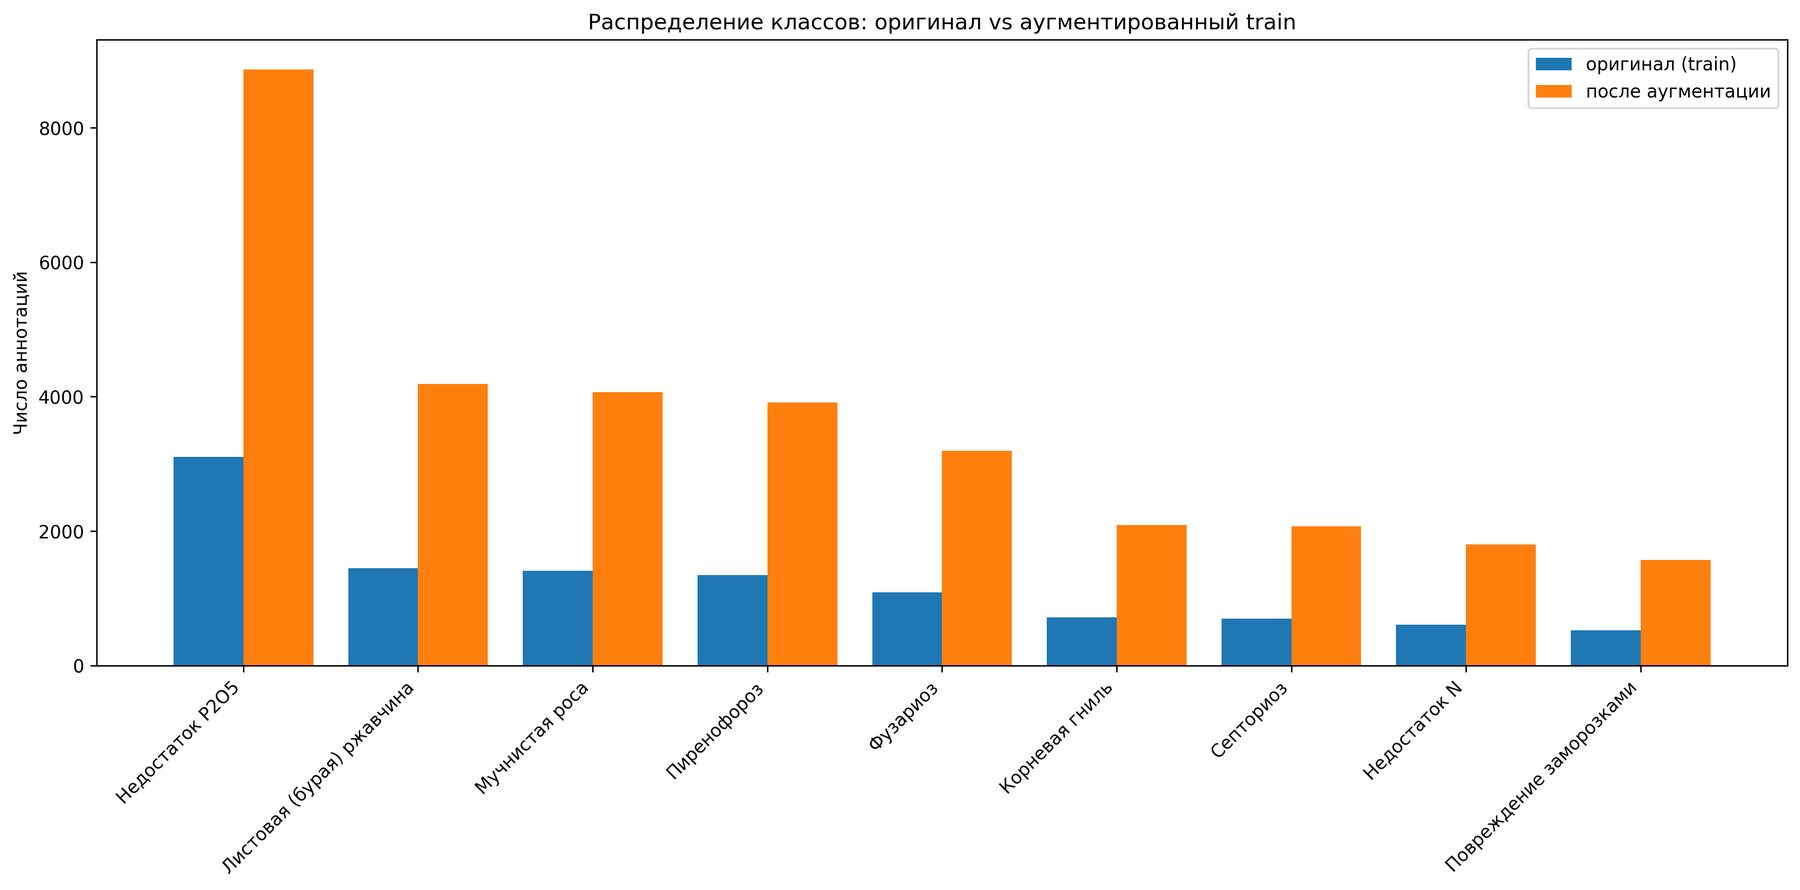 Распределение классов: оригинал vs аугментированный train
оригинал (train)
после аугментации
Число аннотаций
8000
6000
4000
2000
0
Недостаток P2O5
Листовая (бурая) ржавчина
Мучнистая роса
Пиренофороз
Фузариоз
Корневая гниль
Септориоз
Недостаток N
Повреждение заморозками